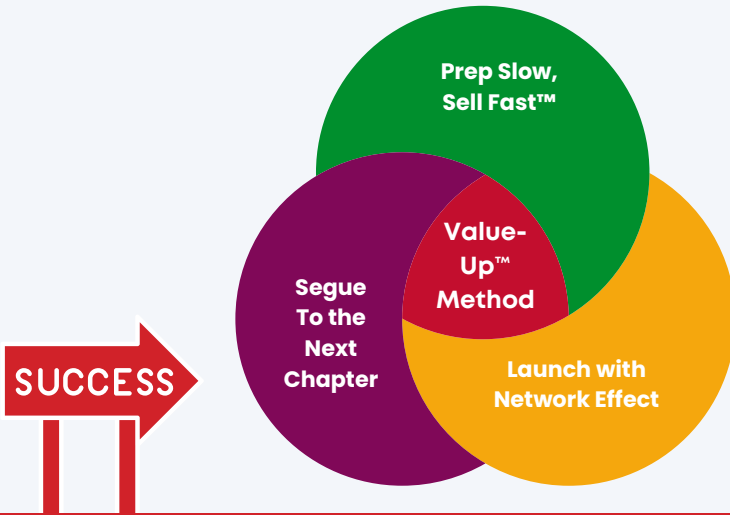 Prep Slow,
Sell Fast™
Value-
Up™
Method
Segue
To the
Next
Chapter
SUCCESS
Launch with
Network Effect